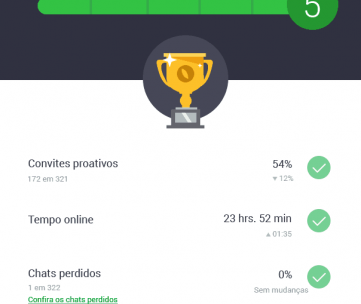 5
Convites proativos
54%
172 em 321
▼ 12%
Tempo online
23 hrs. 52 min
▲ 01:35
Chats perdidos
0%
1 em 322
Sem mudanças
Confira os chats perdidos